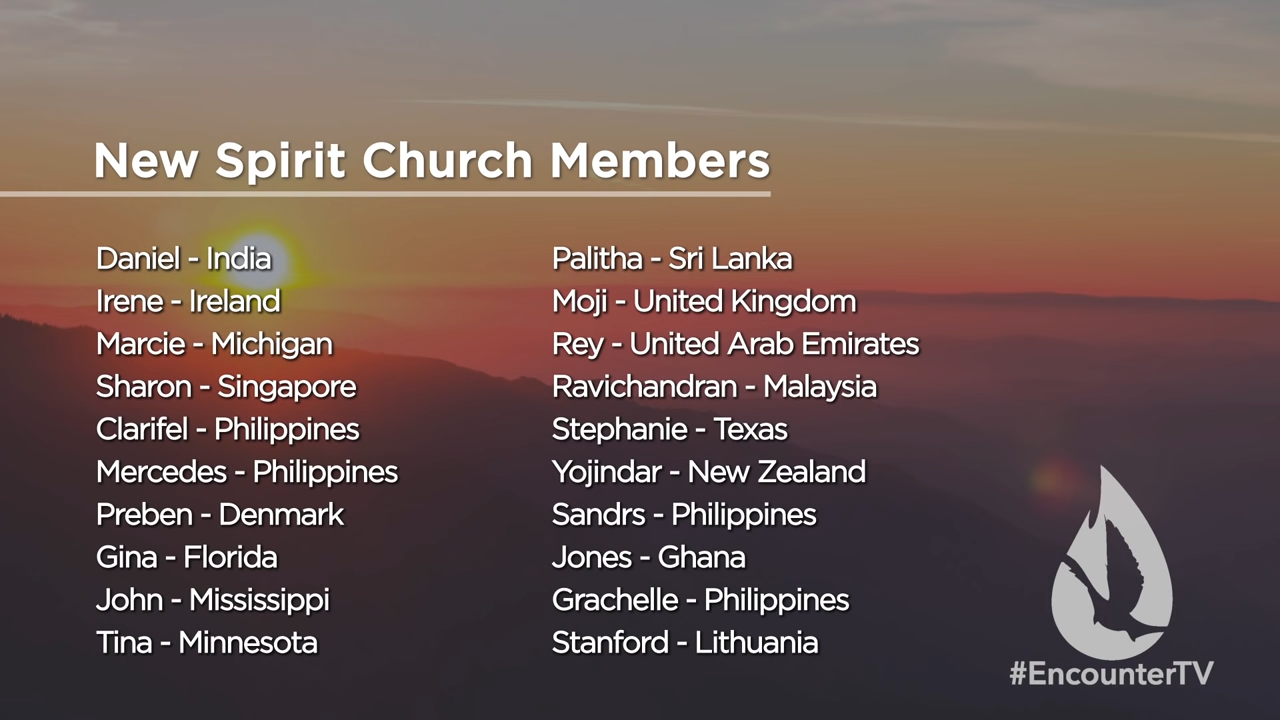 New Spirit Church Members
Daniel - India
Irene - Ireland
Marcie - Michigan
Sharon - Singapore
Clarifel - Philippines
Mercedes - Philippines
Preben - Denmark
Gina - Florida
John - Mississippi
Tina - Minnesota
Palitha - Sri Lanka
Moji - United Kingdom
Rey - United Arab Emirates
Ravichandran - Malaysia
Stephanie - Texas
Yojindar - New Zealand
Sandrs - Philippines
Jones - Ghana
Grachelle - Philippines
Stanford - Lithuania
#EncounterTV